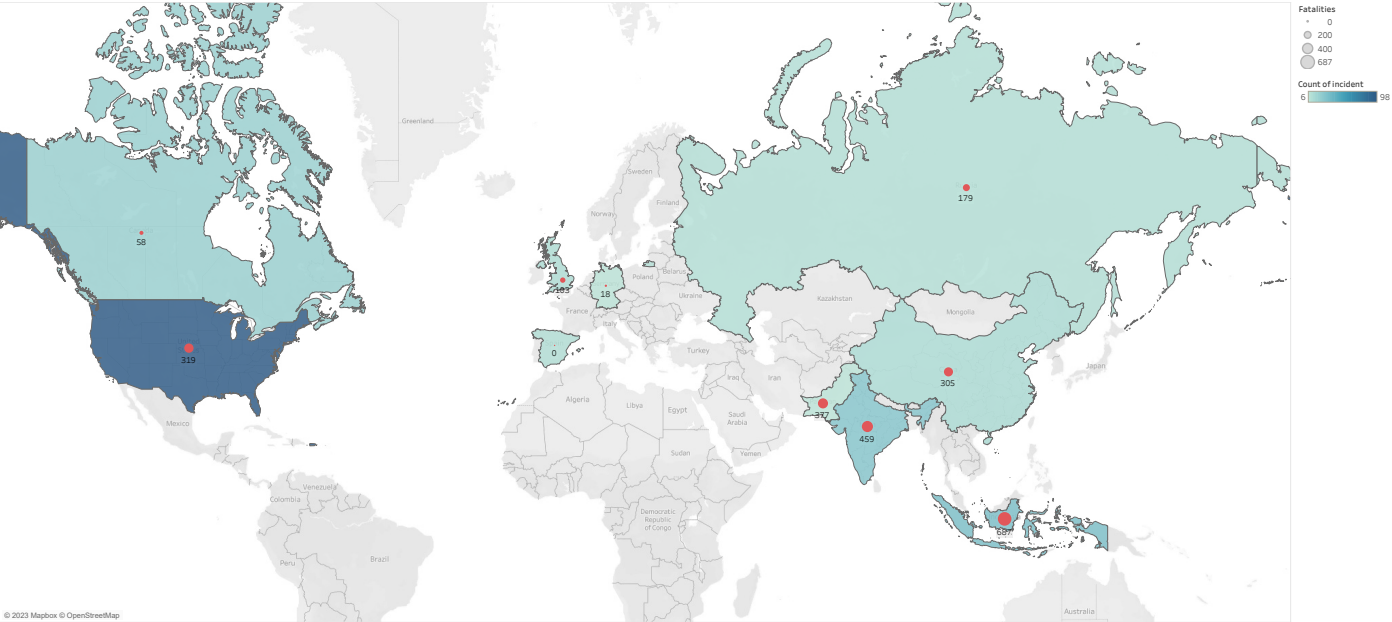 Fatalities
0
200
400
687
Count of incident
6 98
Greenland
Sweden
Finland
Norway
179
58
103
18
Poland
Belarus
Ukraine
France
Italy
Kazakhstan
Mongolia
0
Turkey
319
Japan
305
Iraq
Iran
377
Algeria
Libya
Egypt
Saudi
Arabia
Mexico
459
Sudan
Yemen
Venezuela
Colombia
Democratic
Republic
of Congo
687
Brazil
Peru
Australia
© 2023 Mapbox © OpenStreetMap